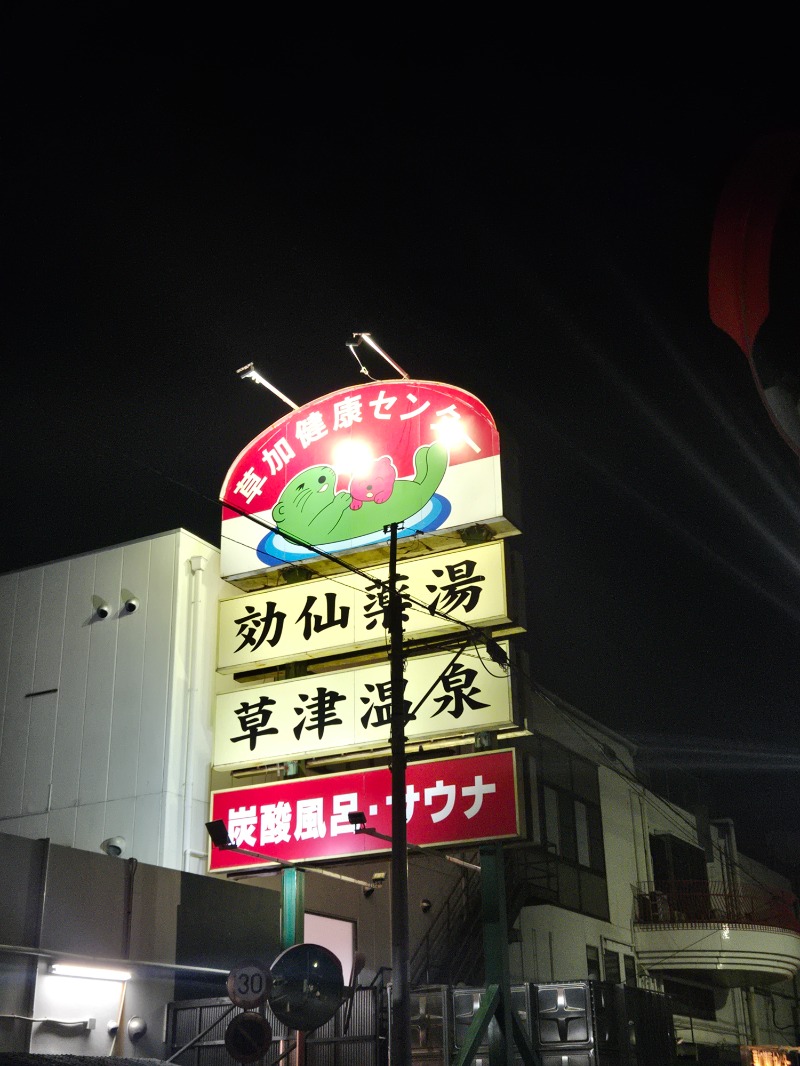 草加健康センター
効仙薬湯
草津温泉
炭酸風呂・サウナ
30